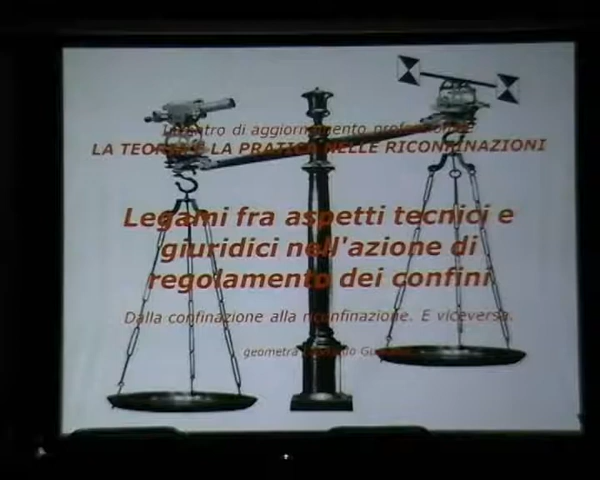 Incontro di aggiornamento professionale
LA TEORIA E LA PRATICA NELLE RICONFINAZIONI
Legami fra aspetti tecnici e
giuridici nell'azione di
regolamento dei confini
Dalla confinazione alla riconfinazione. E viceversa.
geometra